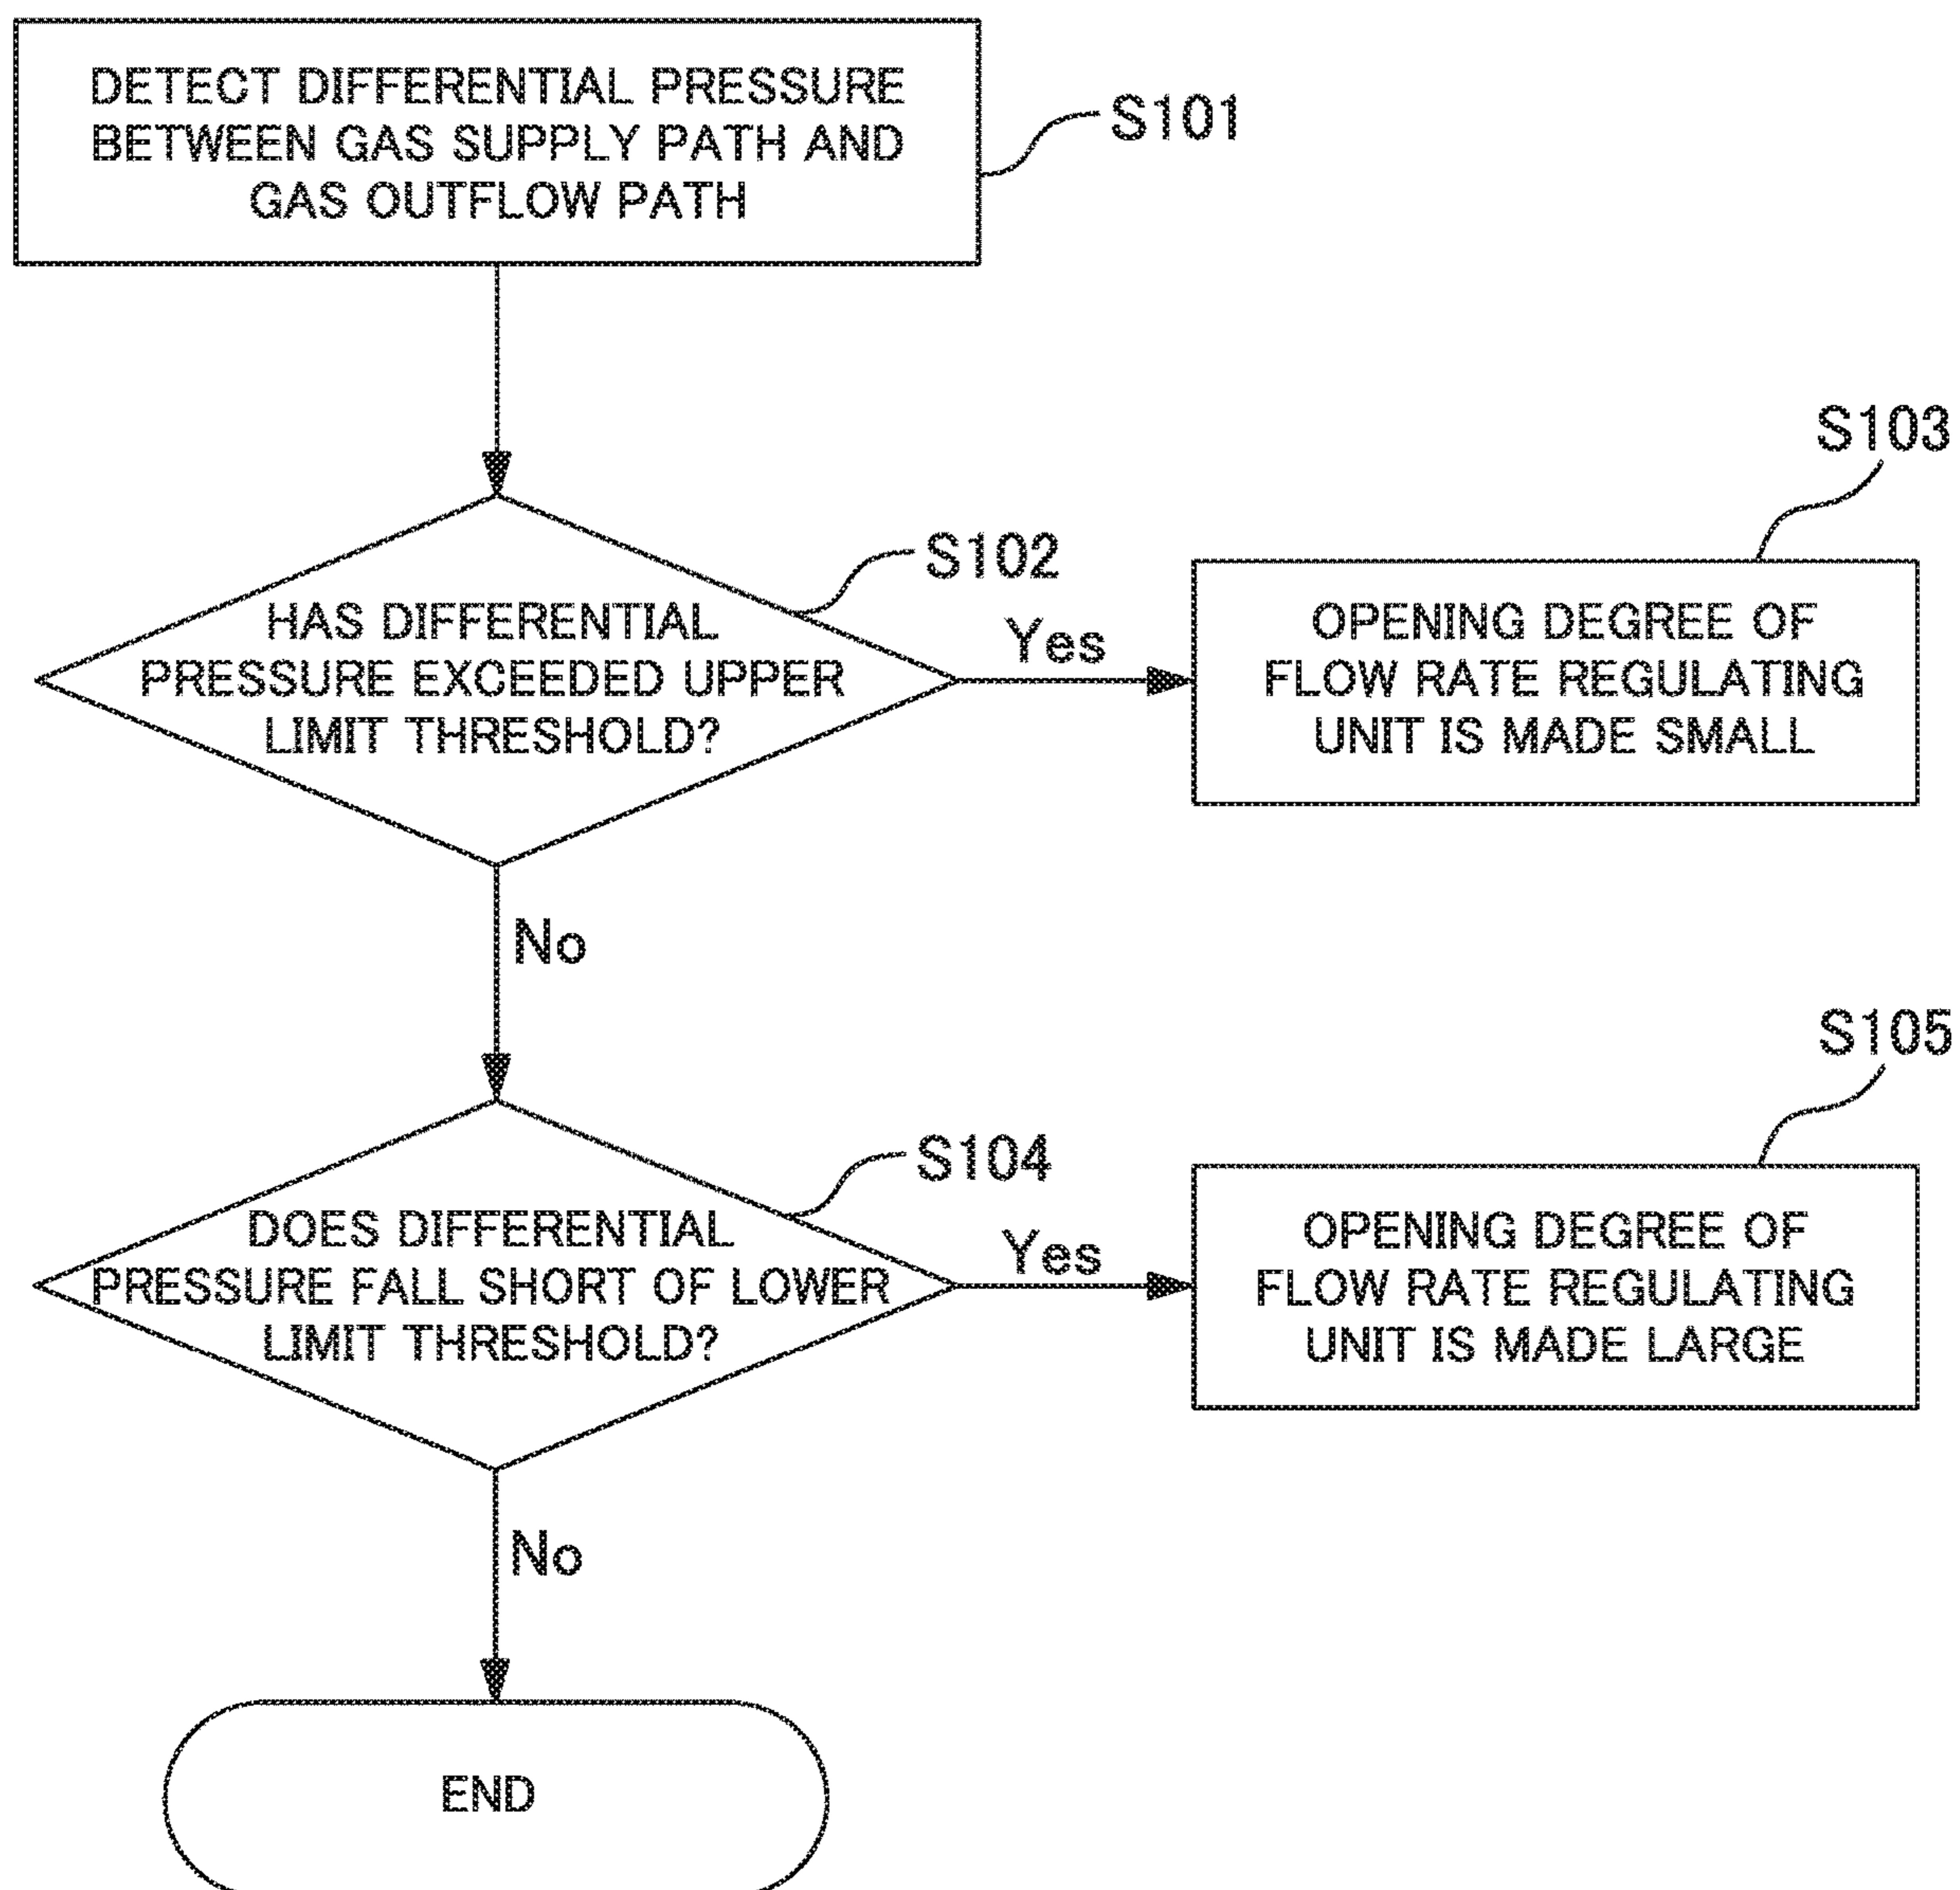 DETECT DIFFERENTIAL PRESSURE
BETWEEN GAS SUPPLY PATH AND
GAS OUTFLOW PATH
S101
S103
S102
HAS DIFFERENTIAL
PRESSURE EXCEEDED UPPER
LIMIT THRESHOLD?
Yes
OPENING DEGREE OF
FLOW RATE REGULATING
UNIT IS MADE SMALL
No
S105
S104
DOES DIFFERENTIAL
PRESSURE FALL SHORT OF LOWER
LIMIT THRESHOLD?
Yes
OPENING DEGREE OF
FLOW RATE REGULATING
UNIT IS MADE LARGE
No
END